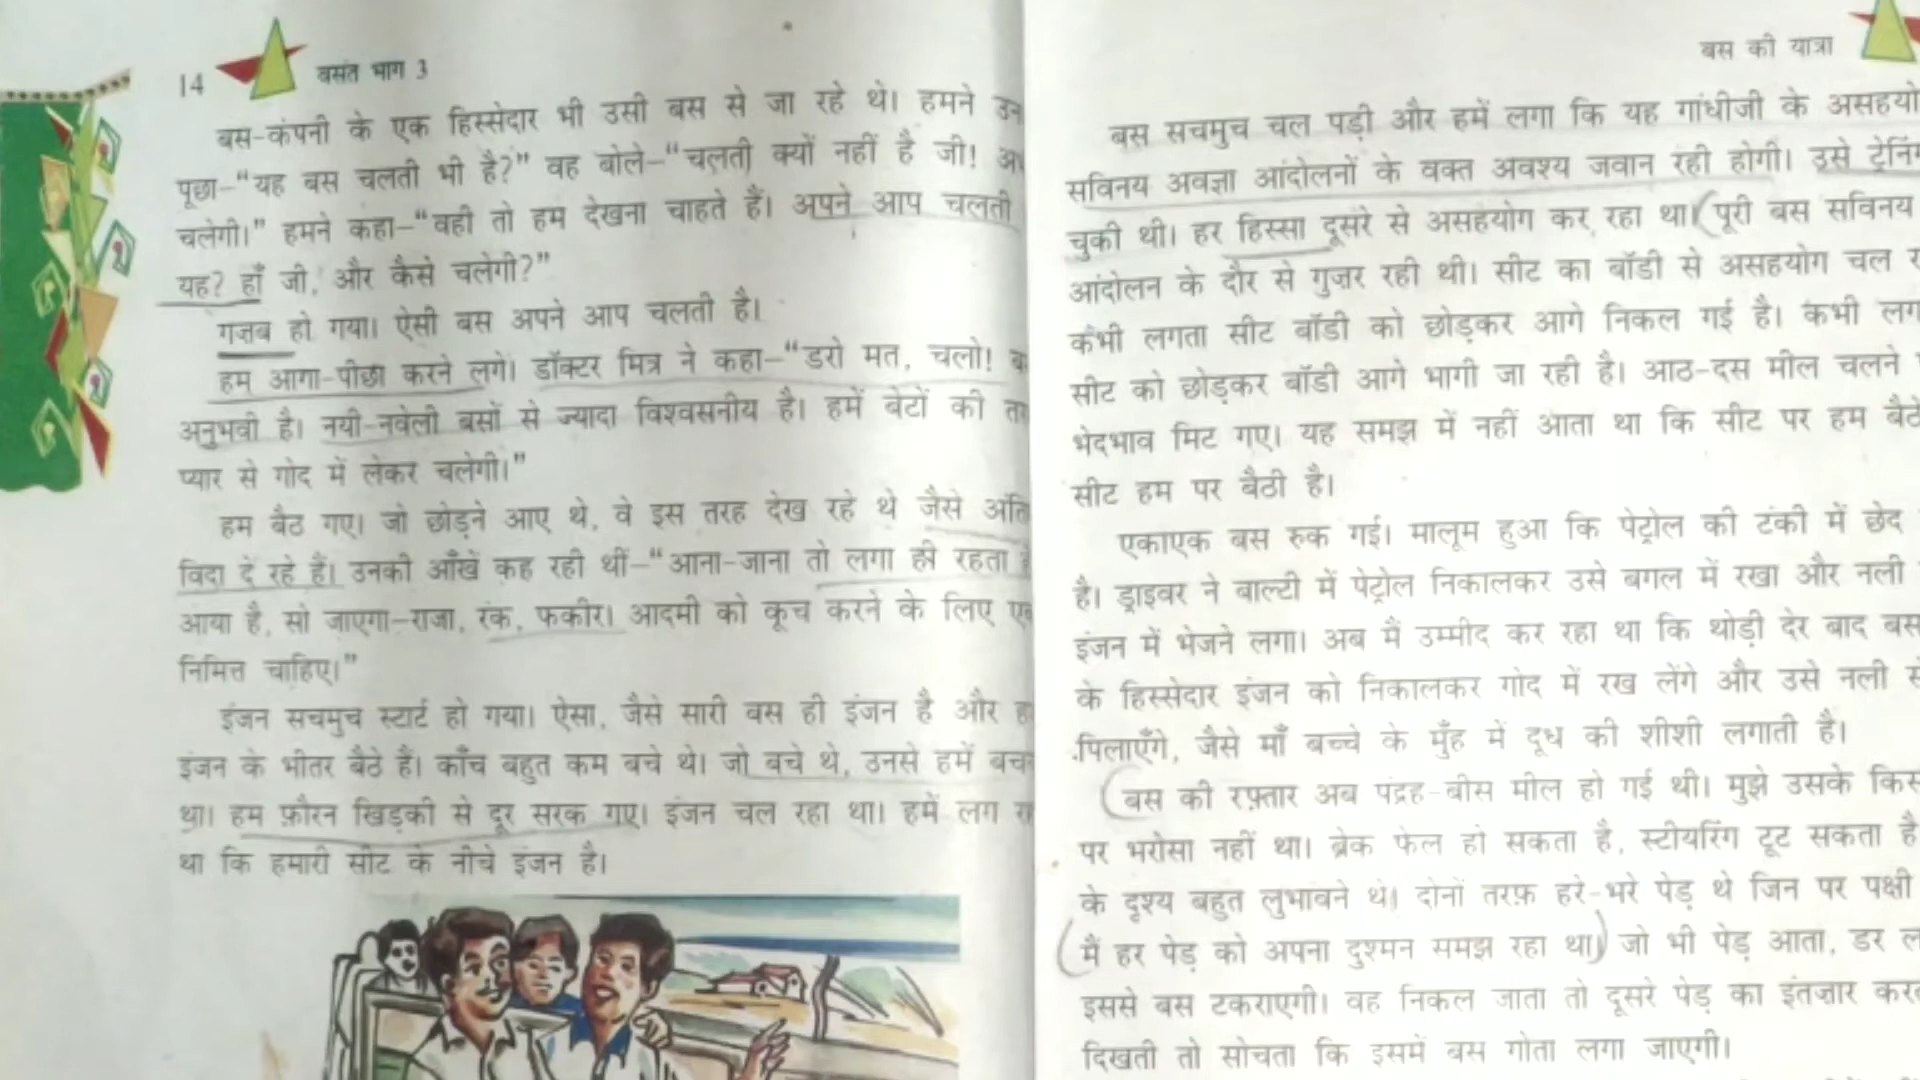 14
बसंत भाग 3
बस-कंपनी के एक हिस्सेदार भी उसी बस से जा रहे थे। हमने
पूछा–“यह बस चलती भी है?” वह बोले–“चलती क्यों नहीं है जी!
चलेगी।” हमने कहा–“वही तो हम देखना चाहते हैं। अपने आप चलती
यह? हाँ जी, और कैसे चलेगी?”
गज़ब हो गया। ऐसी बस अपने आप चलती है।
हम आगा-पीछा करने लगे। डॉक्टर मित्र ने कहा–“डरो मत, चलो!
अनुभवी है। नयी-नवेली बसों से ज्यादा विश्वसनीय है। हमें बेटों की
प्यार से गोद में लेकर चलेगी।”
हम बैठ गए। जो छोड़ने आए थे, वे इस तरह देख रहे थे जैसे
विदा दे रहे हैं। उनकी आँखें कह रही थीं–“आना-जाना तो लगा ही रहता
आया है, सो जाएगा–राजा, रंक, फकीर। आदमी को कूच करने के लिए
निमित्त चाहिए।”
इंजन सचमुच स्टार्ट हो गया। ऐसा, जैसे सारी बस ही इंजन है और
इंजन के भीतर बैठे हैं। काँच बहुत कम बचे थे। जो बचे थे, उनसे हमें
था। हम फ़ौरन खिड़की से दूर सरक गए। इंजन चल रहा था। हमें लग
था कि हमारी सीट के नीचे इंजन है।
बस की यात्रा
बस सचमुच चल पड़ी और हमें लगा कि यह गांधीजी के
सविनय अवज्ञा आंदोलनों के वक्त अवश्य जवान रही होगी। उसे
चुकी थी। हर हिस्सा दूसरे से असहयोग कर रहा था। पूरी बस सविनय
आंदोलन के दौर से गुज़र रही थी। सीट का बॉडी से असहयोग चल
कभी लगता सीट बॉडी को छोड़कर आगे निकल गई है। कभी
सीट को छोड़कर बॉडी आगे भागी जा रही है। आठ-दस मील चलने
भेदभाव मिट गए। यह समझ में नहीं आता था कि सीट पर हम बैठे
सीट हम पर बैठी है।
एकाएक बस रुक गई। मालूम हुआ कि पेट्रोल की टंकी में छेद
है। ड्राइवर ने बाल्टी में पेट्रोल निकालकर उसे बगल में रखा और नली
इंजन में भेजने लगा। अब मैं उम्मीद कर रहा था कि थोड़ी देर बाद बस
के हिस्सेदार इंजन को निकालकर गोद में रख लेंगे और उसे नली
पिलाएँगे, जैसे माँ बच्चे के मुँह में दूध की शीशी लगाती है।
बस की रफ़्तार अब पंद्रह-बीस मील हो गई थी। मुझे उसके
पर भरोसा नहीं था। ब्रेक फेल हो सकता है, स्टीयरिंग टूट सकता है
के दृश्य बहुत लुभावने थे। दोनों तरफ़ हरे-भरे पेड़ थे जिन पर पक्षी
मैं हर पेड़ को अपना दुश्मन समझ रहा था। जो भी पेड़ आता, डर
इससे बस टकराएगी। वह निकल जाता तो दूसरे पेड़ का इंतज़ार
दिखती तो सोचता कि इसमें बस गोता लगा जाएगी।